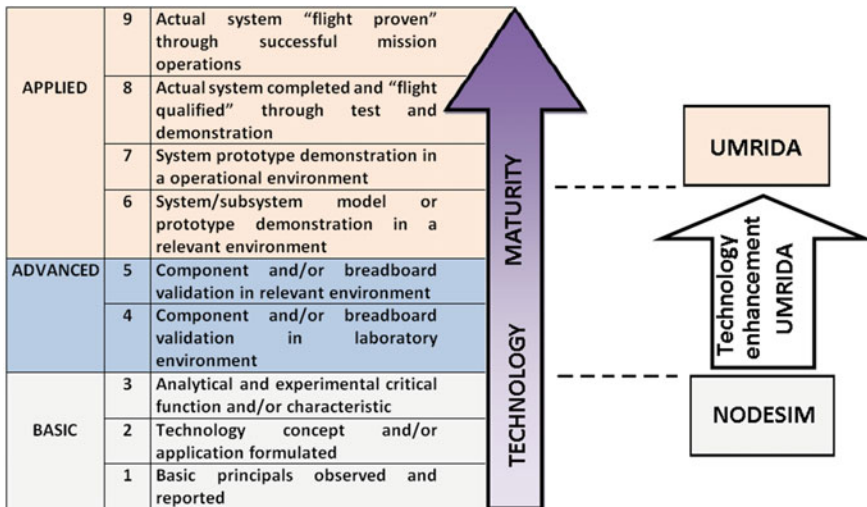 9 Actual system “flight proven”
through successful mission
operations
APPLIED
8 Actual system completed and “flight
qualified” through test and
demonstration
7 System prototype demonstration in
a operational environment
6 System/subsystem model or
prototype demonstration in a
relevant environment
ADVANCED 5 Component and/or breadboard
validation in relevant environment
4 Component and/or breadboard
validation in laboratory
environment
3 Analytical and experimental critical
function and/or characteristic
BASIC
2 Technology concept and/or
application formulated
1 Basic principals observed and
reported
TECHNOLOGY MATURITY
UMRIDA
Technology
enhancement
UMRIDA
NODESIM